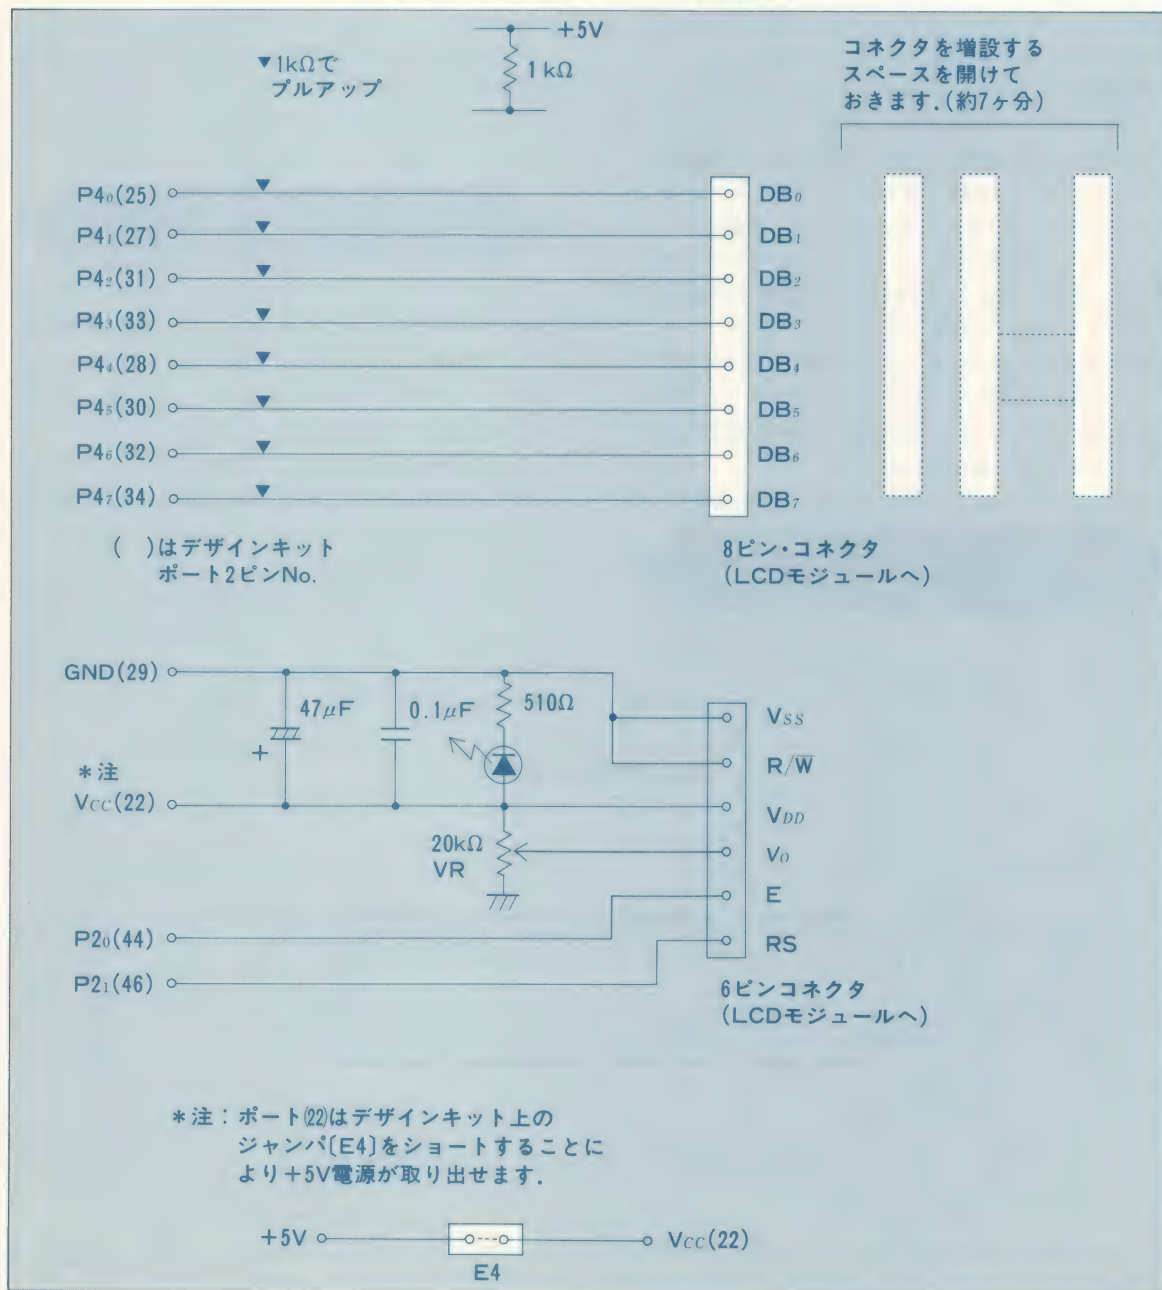 +5V
▼1kΩで
プルアップ
1kΩ
コネクタを増設する
スペースを開けて
おきます.(約7ヶ分)
P4₀(25)
DB₀
P4₁(27)
DB₁
P4₂(31)
DB₂
P4₃(33)
DB₃
P4₄(28)
DB₄
P4₅(30)
DB₅
P4₆(32)
DB₆
P4₇(34)
DB₇
(　)はデザインキット
ポート2ピンNo.
8ピン・コネクタ
(LCDモジュールへ)
GND(29)
47μF
+
0.1μF
510Ω
VSS
R/W̅
*注
VCC(22)
VDD
20kΩ
VR
VO
E
P2₀(44)
RS
P2₁(46)
6ピンコネクタ
(LCDモジュールへ)
*注：ポート(22)はデザインキット上の
ジャンパ[E4]をショートすることに
より+5V電源が取り出せます.
+5V
VCC(22)
E4